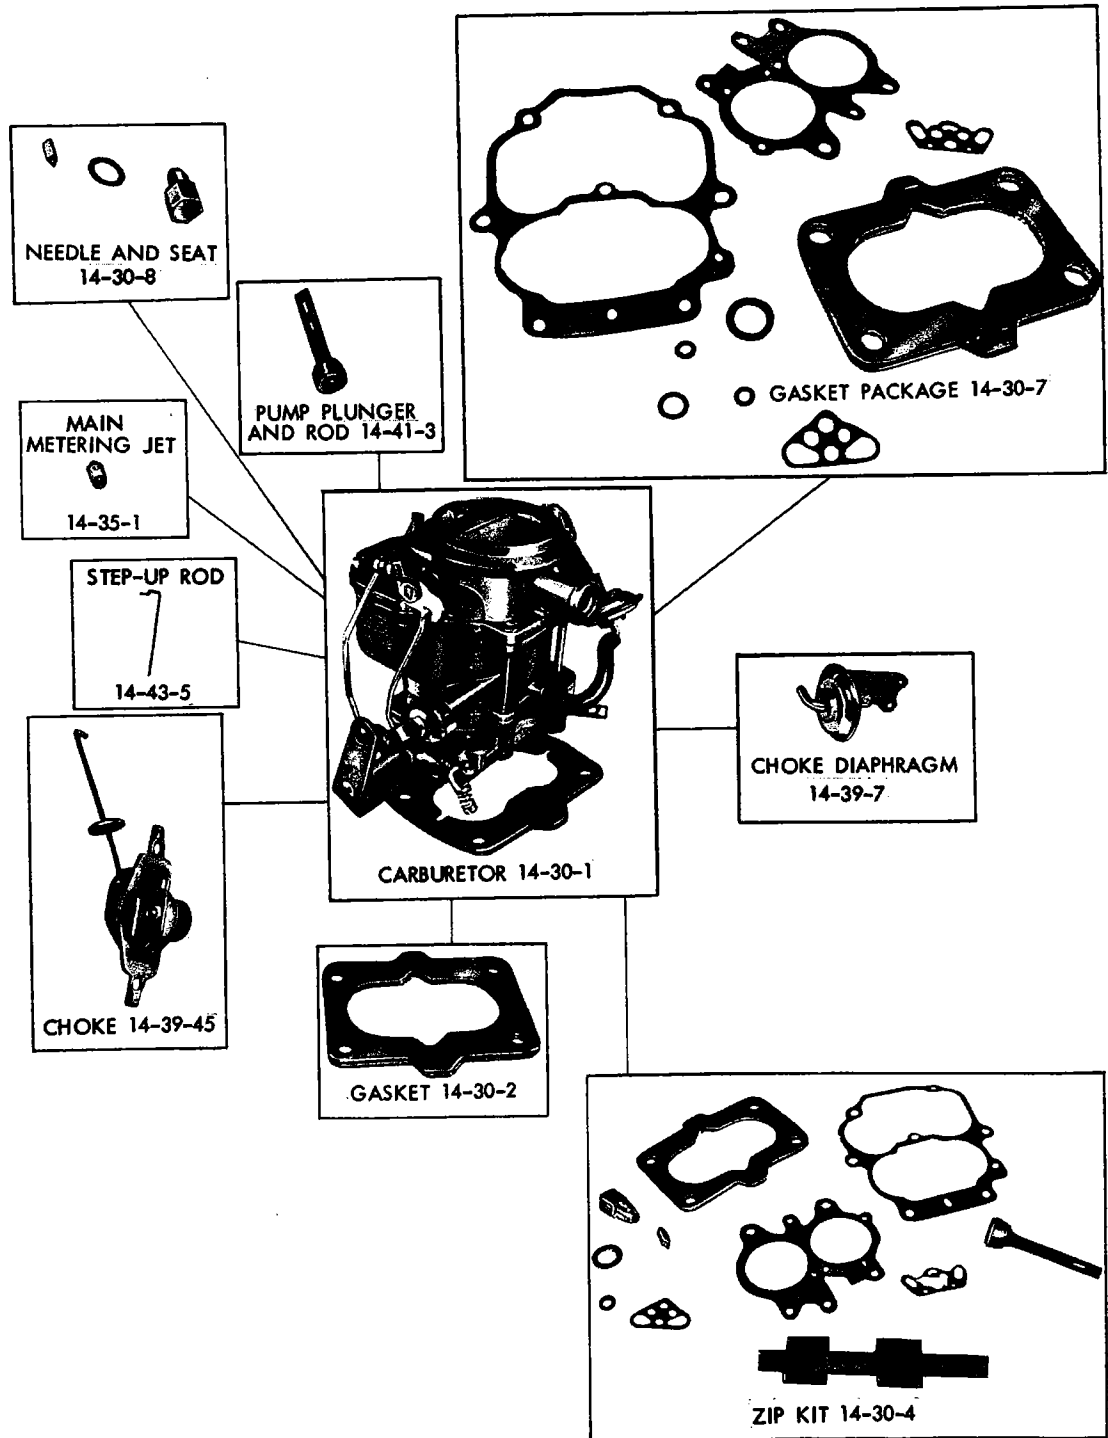 NEEDLE AND SEAT
14-30-8
PUMP PLUNGER
AND ROD 14-41-3
GASKET PACKAGE 14-30-7
MAIN
METERING JET
14-35-1
STEP-UP ROD
14-43-5
CHOKE DIAPHRAGM
14-39-7
CARBURETOR 14-30-1
CHOKE 14-39-45
GASKET 14-30-2
ZIP KIT 14-30-4